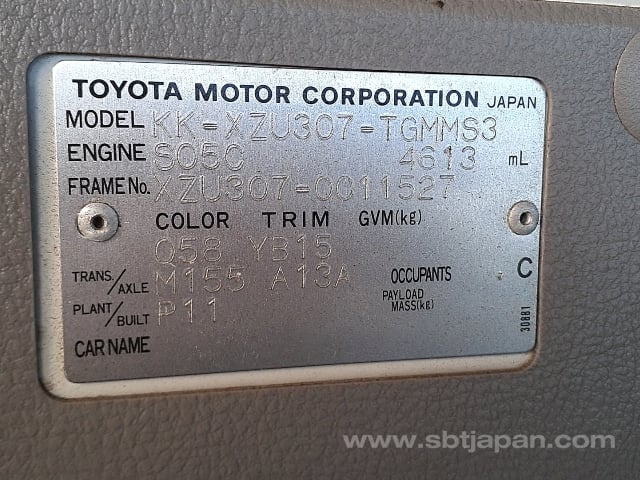 TOYOTA MOTOR CORPORATION JAPAN
MODEL KK-XZU307-TGMMS3
ENGINE S05C 4613 mL
FRAME No. XZU307-0011527
COLOR TRIM GVM(kg)
Q58 YB15
TRANS./AXLE M155 A13A OCCUPANTS C
PLANT/BUILT P11 PAYLOAD MASS(kg)
CAR NAME
30881
www.sbtjapan.com